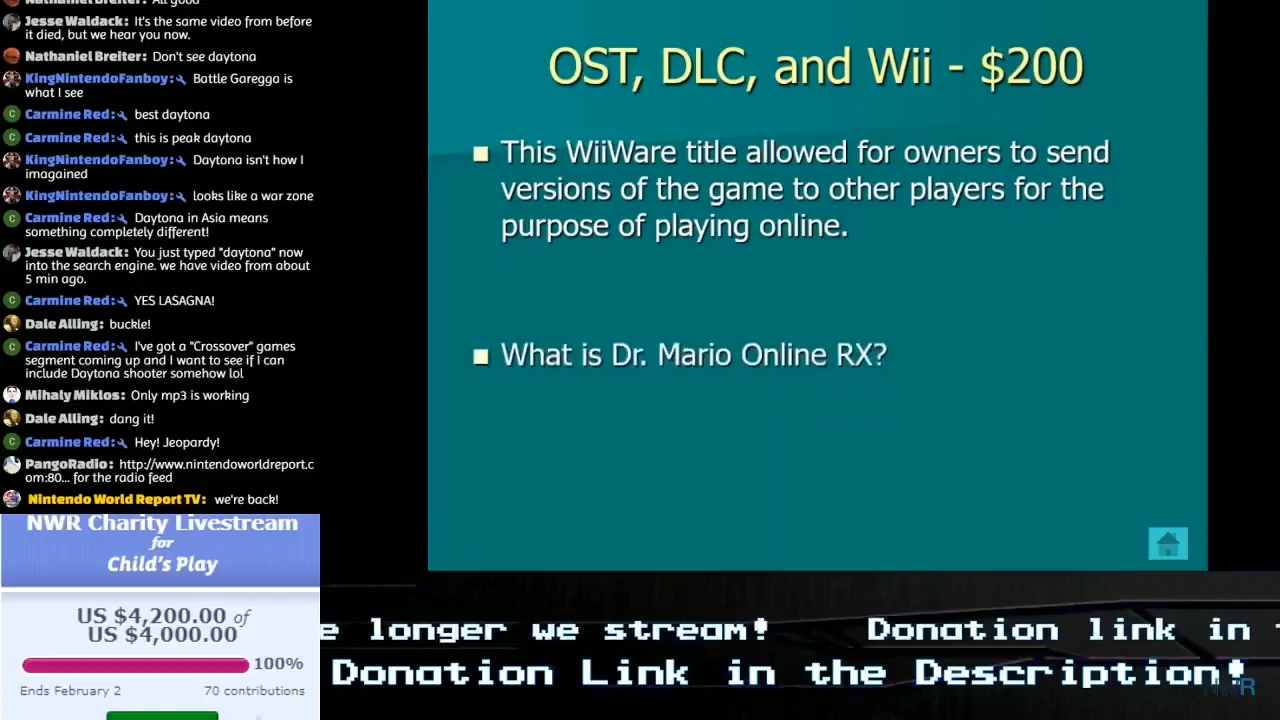 Nathaniel Breiter: All good
Jesse Waldack: It's the same video from before
it died, but we hear you now.
Nathaniel Breiter: Don't see daytona
KingNintendoFanboy: Battle Garegga is
what I see
C Carmine Red: best daytona
C Carmine Red: this is peak daytona
KingNintendoFanboy: Daytona isn't how I
imagained
KingNintendoFanboy: looks like a war zone
C Carmine Red: Daytona in Asia means
something completely different!
Jesse Waldack: You just typed "daytona" now
into the search engine. we have video from about
5 min ago.
C Carmine Red: YES LASAGNA!
Dale Alling: buckle!
C Carmine Red: I've got a "Crossover" games
segment coming up and I want to see if I can
include Daytona shooter somehow lol
Mihaly Miklos: Only mp3 is working
Dale Alling: dang it!
C Carmine Red: Hey! Jeopardy!
PangoRadio: http://www.nintendoworldreport.c
om:80... for the radio feed
Nintendo World Report TV: we're back!
NWR Charity Livestream
for
Child's Play
US $4,200.00 of
US $4,000.00
100%
Ends February 2 70 contributions
OST, DLC, and Wii - $200
This WiiWare title allowed for owners to send
versions of the game to other players for the
purpose of playing online.
What is Dr. Mario Online RX?
e longer we stream! Donation link in t
Donation Link in the Description!
NWR